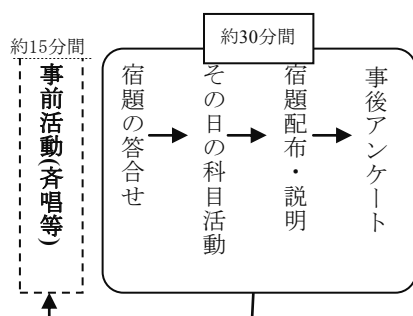 約15分間
約30分間
事前活動(斉唱等)
宿題の答合せ
その日の科目活動
宿題配布・説明
事後アンケート